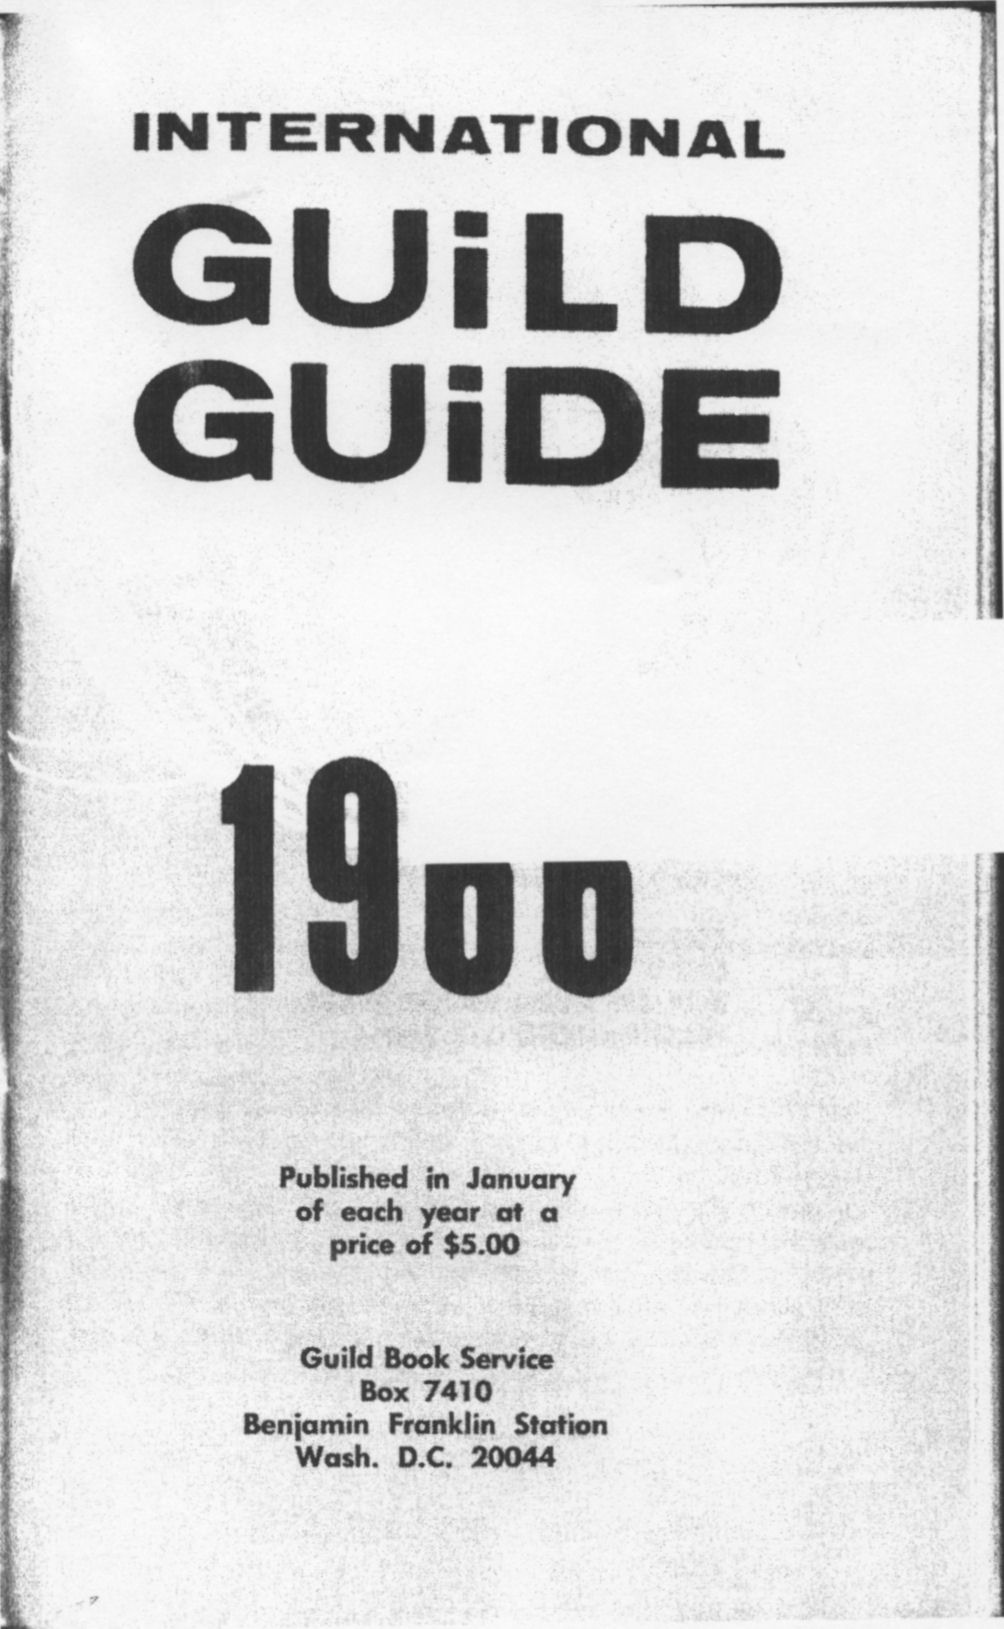 INTERNATIONAL
GUiLD
GUiDE
19
Published in January
of each year at a
price of $5.00
Guild Book Service
Box 7410
Benjamin Franklin Station
Wash. D.C. 20044